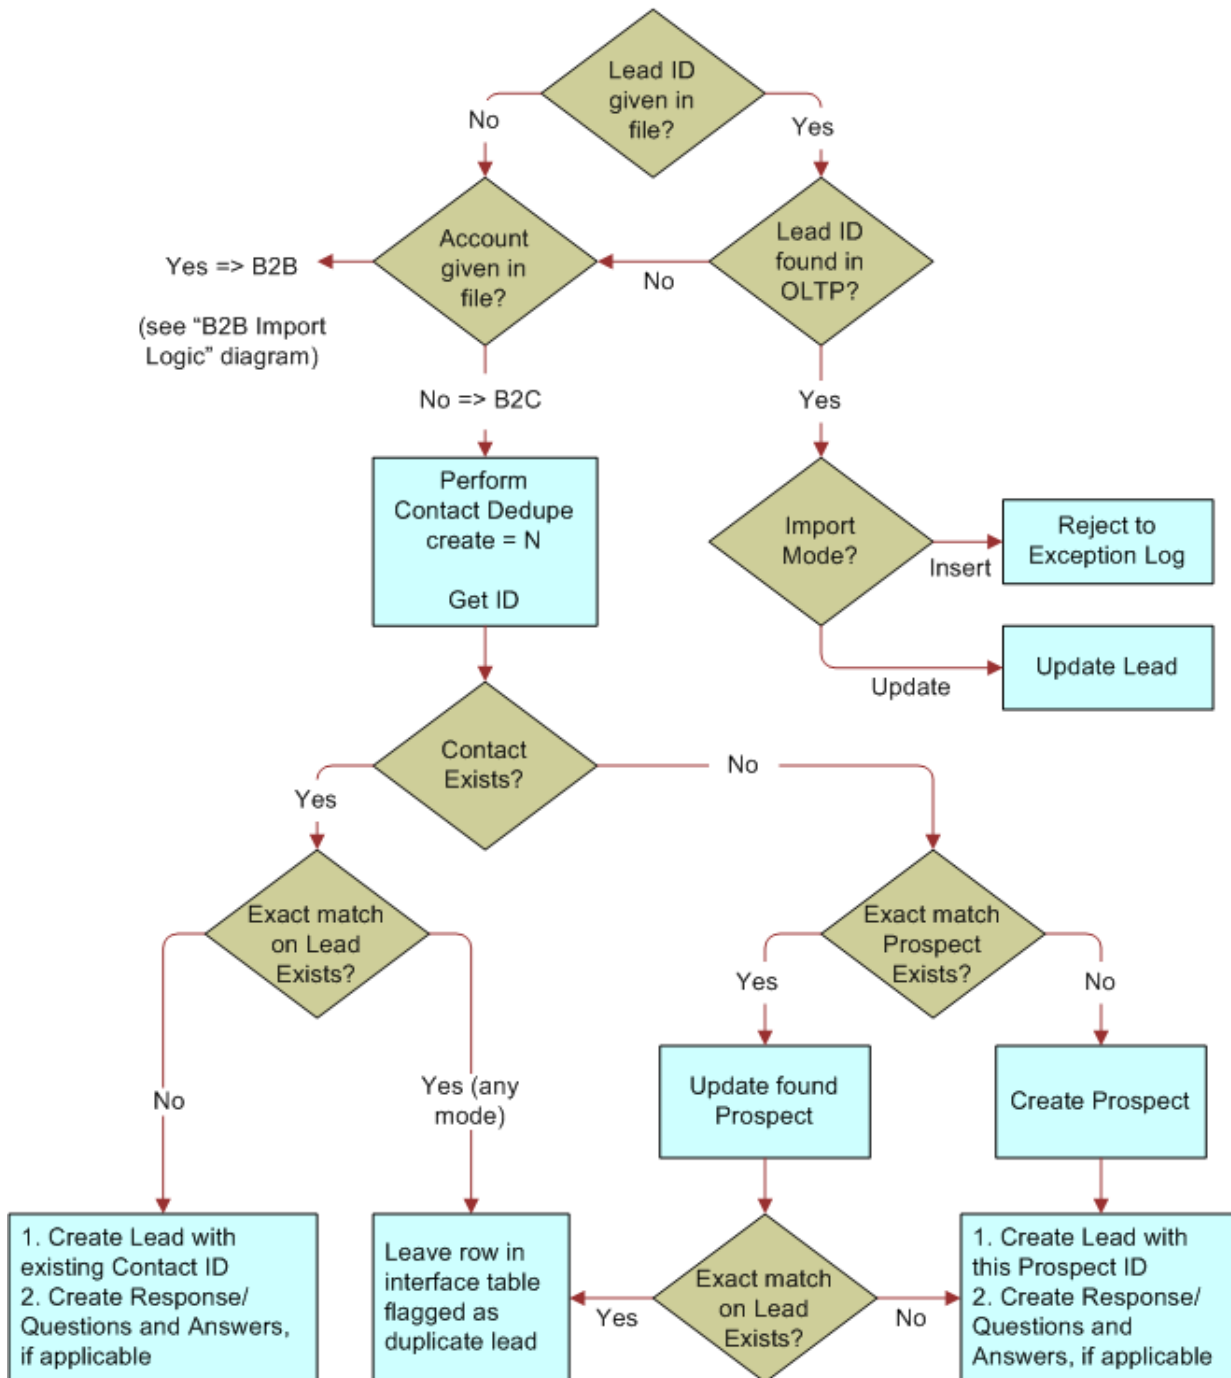 Lead ID
given in
file?
No
Yes
Account
given in
file?
Lead ID
found in
OLTP?
Yes => B2B
No
(see “B2B Import
Logic” diagram)
No => B2C
Yes
Perform
Contact Dedupe
create = N
Get ID
Import
Mode?
Insert
Reject to
Exception Log
Update
Update Lead
Contact
Exists?
Yes
No
Exact match
on Lead
Exists?
Exact match
Prospect
Exists?
Yes
No
No
Yes (any
mode)
Update found
Prospect
Create Prospect
1. Create Lead with
existing Contact ID
2. Create Response/
Questions and Answers,
if applicable
Leave row in
interface table
flagged as
duplicate lead
Yes
Exact match
on Lead
Exists?
No
1. Create Lead with
this Prospect ID
2. Create Response/
Questions and
Answers, if applicable